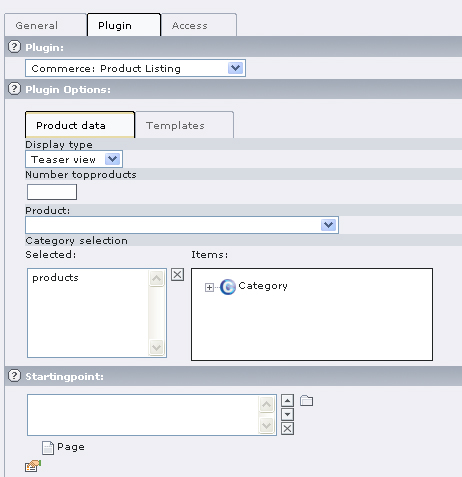 General Plugin Access
Plugin:
Commerce: Product Listing
Plugin Options:
Product data Templates
Display type
Teaser view
Number topproducts
Product:
Category selection
Selected: Items:
products
Category
Startingpoint:
Page